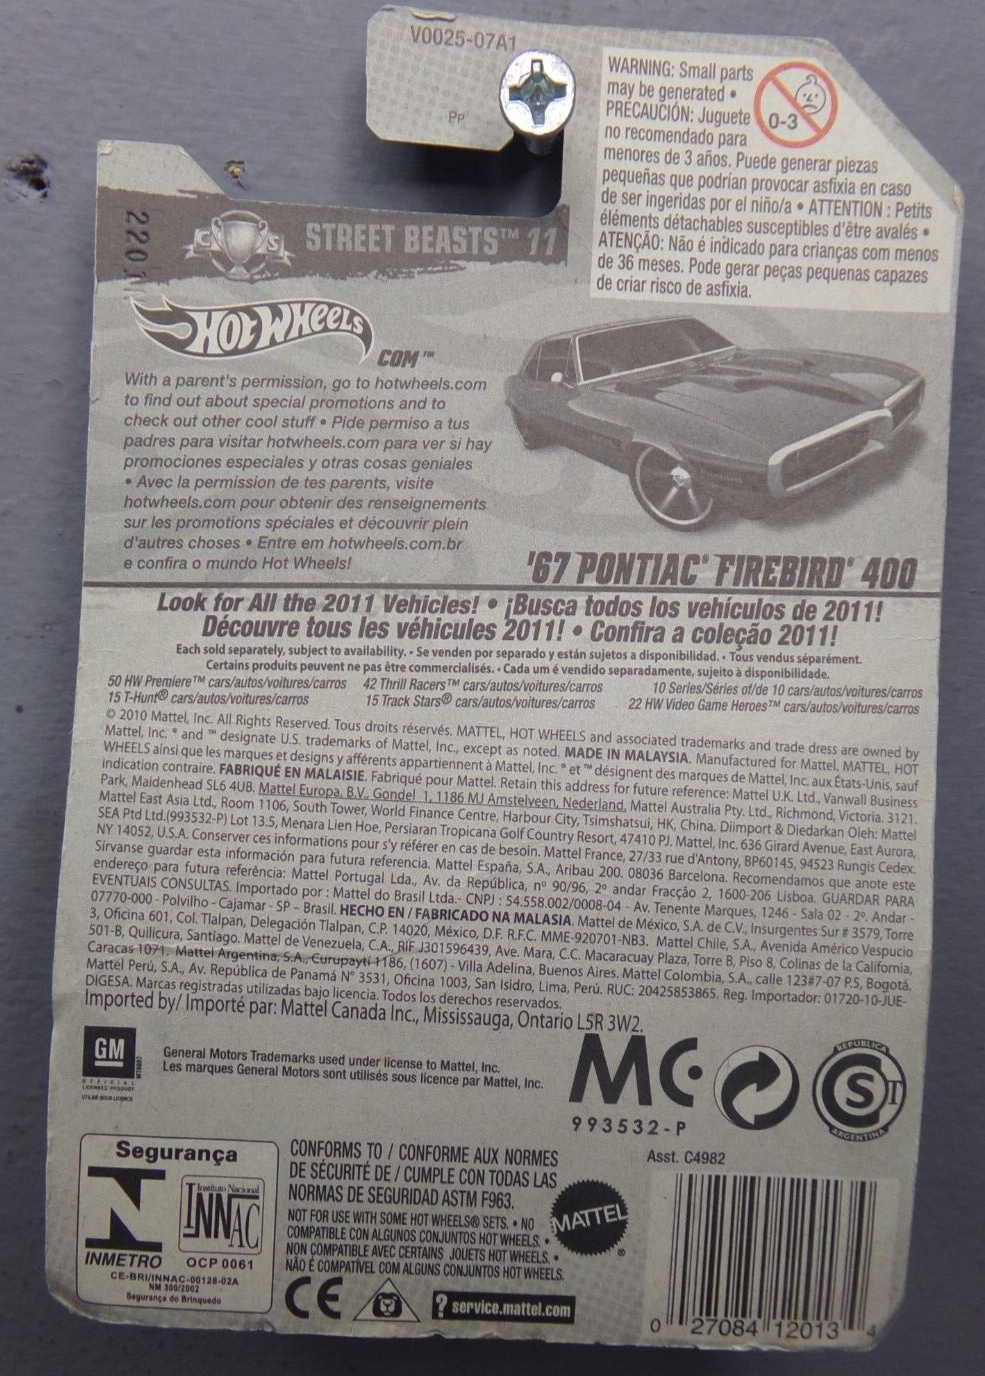 V0025-07A1
PP
WARNING: Small parts
may be generated •
PRECAUCIÓN: Juguete
no recomendado para
menores de 3 años. Puede generar piezas
pequeñas que podrían provocar asfixia en caso
de ser ingeridas por el niño/a • ATTENTION : Petits
éléments détachables susceptibles d'être avalés •
ATENÇÃO: Não é indicado para crianças com menos
de 36 meses. Pode gerar peças pequenas capazes
de criar risco de asfixia.
0-3
2201
C S
STREET BEASTS™ 11
HOT WHEELS
COM™
With a parent's permission, go to hotwheels.com
to find out about special promotions and to
check out other cool stuff • Pide permiso a tus
padres para visitar hotwheels.com para ver si hay
promociones especiales y otras cosas geniales
• Avec la permission de tes parents, visite
hotwheels.com pour obtenir des renseignements
sur les promotions spéciales et découvrir plein
d'autres choses • Entre em hotwheels.com.br
e confira o mundo Hot Wheels!
'67 PONTIAC® FIREBIRD® 400
Look for All the 2011 Vehicles! • ¡Busca todos los vehículos de 2011!
Découvre tous les véhicules 2011! • Confira a coleção 2011!
Each sold separately, subject to availability. • Se venden por separado y están sujetos a disponibilidad. • Tous vendus séparément.
Certains produits peuvent ne pas être commercialisés. • Cada um é vendido separadamente, sujeito à disponibilidade.
50 HW Premiere™ cars/autos/voitures/carros 42 Thrill Racers™ cars/autos/voitures/carros 10 Series/Séries of/de 10 cars/autos/voitures/carros
15 T-Hunt® cars/autos/voitures/carros 15 Track Stars® cars/autos/voitures/carros 22 HW Video Game Heroes™ cars/autos/voitures/carros
© 2010 Mattel, Inc. All Rights Reserved. Tous droits réservés. MATTEL, HOT WHEELS and associated trademarks and trade dress are owned by
Mattel, Inc. ® and ™ designate U.S. trademarks of Mattel, Inc., except as noted. MADE IN MALAYSIA. Manufactured for Mattel. MATTEL, HOT
WHEELS ainsi que les marques et designs y afférents appartiennent à Mattel, Inc. ® et ™ désignent des marques de Mattel, Inc. aux États-Unis, sauf
indication contraire. FABRIQUÉ EN MALAISIE. Fabriqué pour Mattel. Retain this address for future reference: Mattel U.K. Ltd., Vanwall Business
Park, Maidenhead SL6 4UB. Mattel Europa, B.V., Gondel 1, 1186 MJ Amstelveen, Nederland. Mattel Australia Pty. Ltd., Richmond, Victoria. 3121.
Mattel East Asia Ltd., Room 1106, South Tower, World Finance Centre, Harbour City, Tsimshatsui, HK, China. Diimport & Diedarkan Oleh: Mattel
SEA Ptd Ltd.(993532-P) Lot 13.5, Menara Lien Hoe, Persiaran Tropicana Golf Country Resort, 47410 PJ. Mattel, Inc. 636 Girard Avenue, East Aurora,
NY 14052, U.S.A. Conserver ces informations pour s'y référer en cas de besoin. Mattel France, 27/33 rue d'Antony, BP60145, 94523 Rungis Cedex.
Sírvanse guardar esta información para futura referencia. Mattel España, S.A., Aribau 200. 08036 Barcelona. Recomendamos que anote este
endereço para futura referência: Mattel Portugal Lda., Av. da República, nº 90/96, 2º andar Fracção 2, 1600-206 Lisboa. GUARDAR PARA
EVENTUAIS CONSULTAS. Importado por : Mattel do Brasil Ltda.- CNPJ : 54.558.002/0008-04 - Av. Tenente Marques, 1246 - Sala 02 - 2º. Andar -
07770-000 - Polvilho - Cajamar - SP – Brasil. HECHO EN / FABRICADO NA MALASIA. Mattel de México, S.A. de C.V., Insurgentes Sur # 3579, Torre
3, Oficina 601, Col. Tlalpan, Delegación Tlalpan, C.P. 14020, México, D.F. R.F.C. MME-920701-NB3. Mattel Chile, S.A., Avenida Américo Vespucio
501-B, Quilicura, Santiago. Mattel de Venezuela, C.A., RIF J301596439, Ave. Mara, C.C. Macaracuay Plaza, Torre B, Piso 8, Colinas de la California,
Caracas 1071. Mattel Argentina, S.A., Curupaytí 1186, (1607) - Villa Adelina, Buenos Aires. Mattel Colombia, S.A., calle 123#7-07 P.5, Bogotá.
Mattel Perú, S.A., Av. República de Panamá N° 3531, Oficina 1003, San Isidro, Lima, Perú. RUC: 20425853865. Reg. Importador: 01720-10-JUE-
DIGESA. Marcas registradas utilizadas bajo licencia. Todos los derechos reservados.
Imported by/ Importé par: Mattel Canada Inc., Mississauga, Ontario L5R 3W2.
GM
OFFICIAL
LICENSED PRODUCT
UTILISÉ SOUS LICENCE
General Motors Trademarks used under license to Mattel, Inc.
Les marques General Motors sont utilisés sous licence par Mattel, Inc.
MC
993532-P
REPUBLICA
S T
ARGENTINA
Asst. C4982
Segurança
INMETRO
Instituto Nacional
INNAC
OCP 0061
CE-BRI/INNAC-00128-02A
NM 300/2002
Segurança do Brinquedo
CONFORMS TO / CONFORME AUX NORMES
DE SÉCURITÉ DE / CUMPLE CON TODAS LAS
NORMAS DE SEGURIDAD ASTM F963.
NOT FOR USE WITH SOME HOT WHEELS® SETS. • NO
COMPATIBLE CON ALGUNOS CONJUNTOS HOT WHEELS. •
NON COMPATIBLE AVEC CERTAINS JOUETS HOT WHEELS. •
NÃO É COMPATÍVEL COM ALGUNS CONJUNTOS HOT WHEELS.
MATTEL ®
CE
? service.mattel.com
0 27084 12013 4